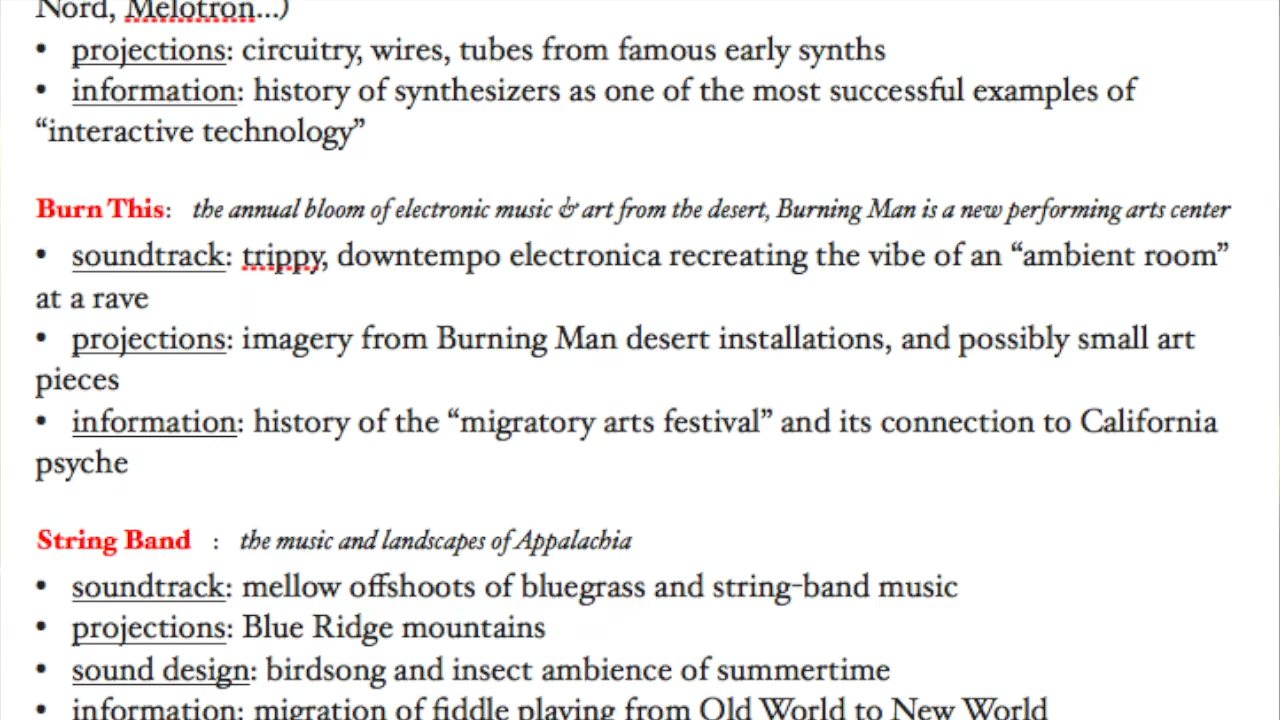 Nord, Melotron...)
• projections: circuitry, wires, tubes from famous early synths
• information: history of synthesizers as one of the most successful examples of
“interactive technology”
Burn This: the annual bloom of electronic music & art from the desert, Burning Man is a new performing arts center
• soundtrack: trippy, downtempo electronica recreating the vibe of an “ambient room”
at a rave
• projections: imagery from Burning Man desert installations, and possibly small art
pieces
• information: history of the “migratory arts festival” and its connection to California
psyche
String Band : the music and landscapes of Appalachia
• soundtrack: mellow offshoots of bluegrass and string-band music
• projections: Blue Ridge mountains
• sound design: birdsong and insect ambience of summertime
• information: migration of fiddle playing from Old World to New World